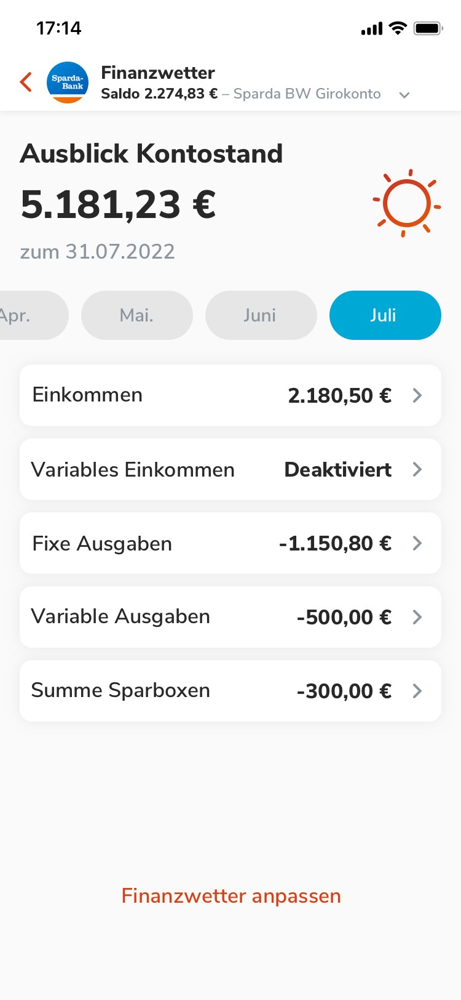 17:14
Sparda-
Bank
Finanzwetter
Saldo 2.274,83 € – Sparda BW Girokonto
Ausblick Kontostand
5.181,23 €
zum 31.07.2022
Apr. Mai. Juni Juli
Einkommen 2.180,50 €
Variables Einkommen Deaktiviert
Fixe Ausgaben -1.150,80 €
Variable Ausgaben -500,00 €
Summe Sparboxen -300,00 €
Finanzwetter anpassen